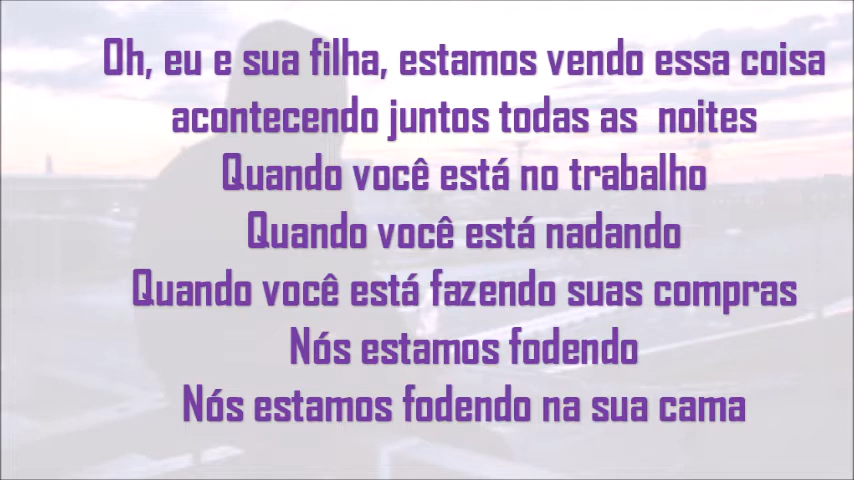 Oh, eu e sua filha, estamos vendo essa coisa
acontecendo juntos todas as noites
Quando você está no trabalho
Quando você está nadando
Quando você está fazendo suas compras
Nós estamos fodendo
Nós estamos fodendo na sua cama